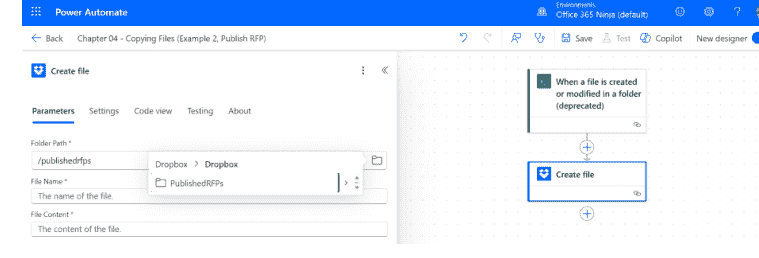 Power Automate
Environments
Office 365 Ninja (default)
?
Back
Chapter 04 - Copying Files (Example 2, Publish RFP)
Save
Test
Copilot
New designer
Create file
Parameters
Settings
Code view
Testing
About
Folder Path *
/publishedrfps
Dropbox > Dropbox
PublishedRFPs
File Name *
The name of the file.
File Content *
The content of the file.
When a file is created
or modified in a folder
(deprecated)
Create file